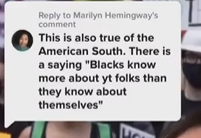 Reply to Marilyn Hemingway's
comment
This is also true of the
American South. There is
a saying "Blacks know
more about yt folks than
they know about
themselves"